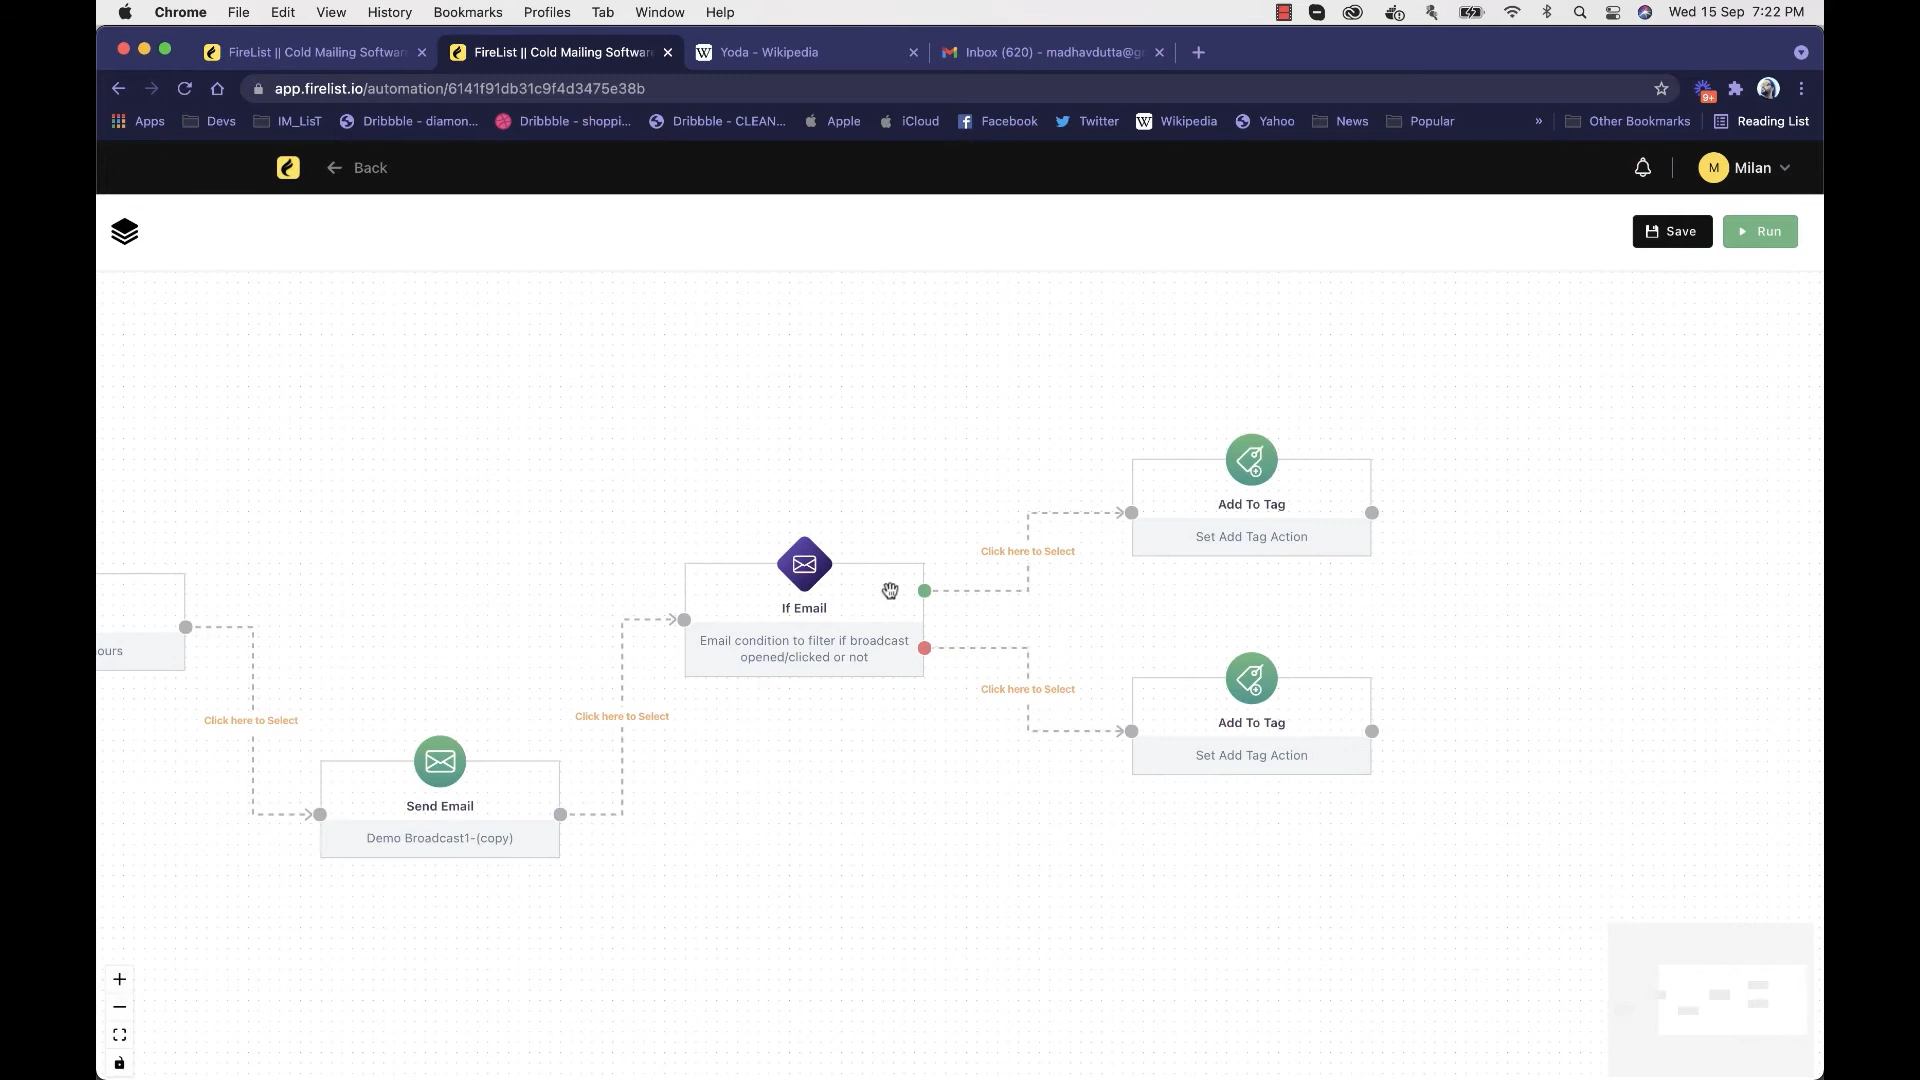 Chrome File Edit View History Bookmarks Profiles Tab Window Help
Wed 15 Sep 7:22 PM
FireList || Cold Mailing Software
FireList || Cold Mailing Software
Yoda - Wikipedia
Inbox (620) - madhavdutta@g
app.firelist.io/automation/6141f91db31c9f4d3475e38b
9+
Apps Devs IM_LisT Dribbble - diamon... Dribbble - shoppi... Dribbble - CLEAN... Apple iCloud Facebook Twitter Wikipedia Yahoo News Popular » Other Bookmarks Reading List
Back
M Milan
Save Run
Add To Tag
Set Add Tag Action
Click here to Select
If Email
Email condition to filter if broadcast
opened/clicked or not
ours
Click here to Select
Click here to Select
Click here to Select
Add To Tag
Set Add Tag Action
Send Email
Demo Broadcast1-(copy)